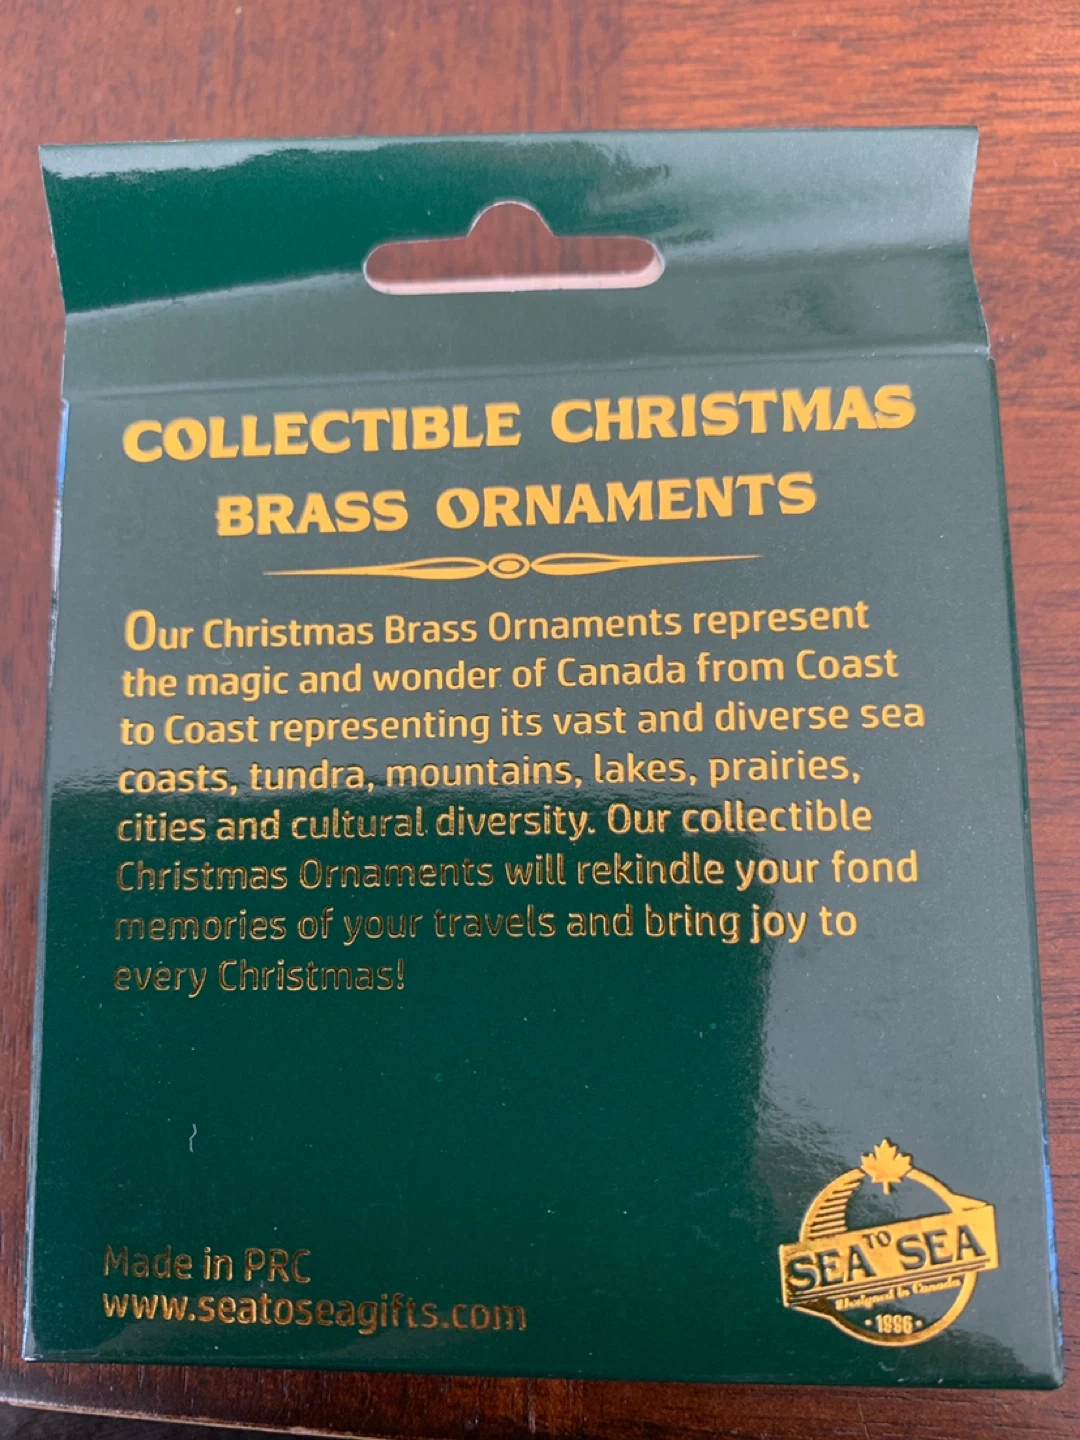 COLLECTIBLE CHRISTMAS
BRASS ORNAMENTS
Our Christmas Brass Ornaments represent
the magic and wonder of Canada from Coast
to Coast representing its vast and diverse sea
coasts, tundra, mountains, lakes, prairies,
cities and cultural diversity. Our collectible
Christmas Ornaments will rekindle your fond
memories of your travels and bring joy to
every Christmas!
Made in PRC
www.seatoseagifts.com
SEA TO SEA
Designed in Canada
• 1996 •